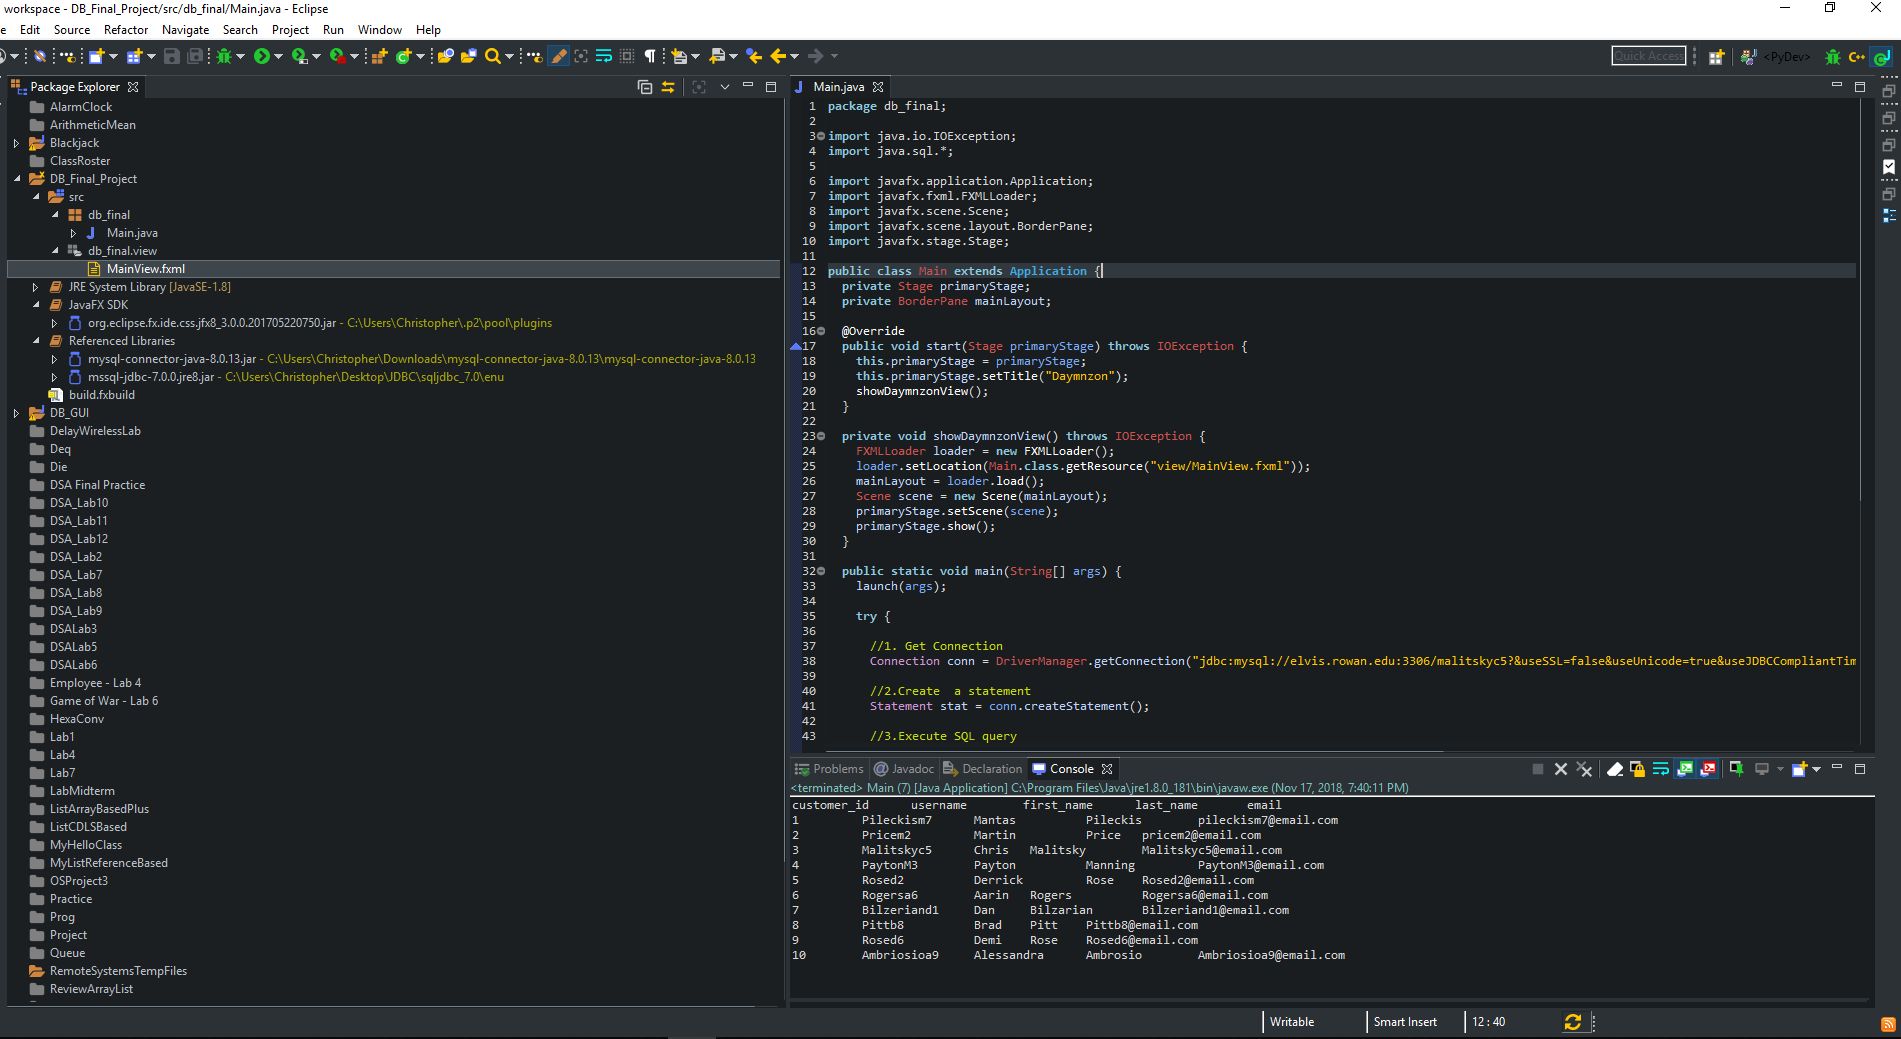 workspace - DB_Final_Project/src/db_final/Main.java - Eclipse
e Edit Source Refactor Navigate Search Project Run Window Help
Quick Access
<PyDev>
Package Explorer
AlarmClock
ArithmeticMean
Blackjack
ClassRoster
DB_Final_Project
src
db_final
Main.java
db_final.view
MainView.fxml
JRE System Library [JavaSE-1.8]
JavaFX SDK
org.eclipse.fx.ide.css.jfx8_3.0.0.201705220750.jar - C:\Users\Christopher\.p2\pool\plugins
Referenced Libraries
mysql-connector-java-8.0.13.jar - C:\Users\Christopher\Downloads\mysql-connector-java-8.0.13\mysql-connector-java-8.0.13
mssql-jdbc-7.0.0.jre8.jar - C:\Users\Christopher\Desktop\JDBC\sqljdbc_7.0\enu
build.fxbuild
DB_GUI
DelayWirelessLab
Deq
Die
DSA Final Practice
DSA_Lab10
DSA_Lab11
DSA_Lab12
DSA_Lab2
DSA_Lab7
DSA_Lab8
DSA_Lab9
DSALab3
DSALab5
DSALab6
Employee - Lab 4
Game of War - Lab 6
HexaConv
Lab1
Lab4
Lab7
LabMidterm
ListArrayBasedPlus
ListCDLSBased
MyHelloClass
MyListReferenceBased
OSProject3
Practice
Prog
Project
Queue
RemoteSystemsTempFiles
ReviewArrayList
Main.java
1 package db_final;
2
3 import java.io.IOException;
4 import java.sql.*;
5
6 import javafx.application.Application;
7 import javafx.fxml.FXMLLoader;
8 import javafx.scene.Scene;
9 import javafx.scene.layout.BorderPane;
10 import javafx.stage.Stage;
11
12 public class Main extends Application {
13 private Stage primaryStage;
14 private BorderPane mainLayout;
15
16 @Override
17 public void start(Stage primaryStage) throws IOException {
18 this.primaryStage = primaryStage;
19 this.primaryStage.setTitle("Daymnzon");
20 showDaymnzonView();
21 }
22
23 private void showDaymnzonView() throws IOException {
24 FXMLLoader loader = new FXMLLoader();
25 loader.setLocation(Main.class.getResource("view/MainView.fxml"));
26 mainLayout = loader.load();
27 Scene scene = new Scene(mainLayout);
28 primaryStage.setScene(scene);
29 primaryStage.show();
30 }
31
32 public static void main(String[] args) {
33 launch(args);
34
35 try {
36
37 //1. Get Connection
38 Connection conn = DriverManager.getConnection("jdbc:mysql://elvis.rowan.edu:3306/malitskyc5?&useSSL=false&useUnicode=true&useJDBCCompliantTim
39
40 //2.Create  a statement
41 Statement stat = conn.createStatement();
42
43 //3.Execute SQL query
Problems @ Javadoc Declaration Console
<terminated> Main (7) [Java Application] C:\Program Files\Java\jre1.8.0_181\bin\javaw.exe (Nov 17, 2018, 7:40:11 PM)
customer_id username first_name last_name email
1 Pileckism7 Mantas Pileckis pileckism7@email.com
2 Pricem2 Martin Price pricem2@email.com
3 Malitskyc5 Chris Malitsky Malitskyc5@email.com
4 PaytonM3 Payton Manning PaytonM3@email.com
5 Rosed2 Derrick Rose Rosed2@email.com
6 Rogersa6 Aarin Rogers Rogersa6@email.com
7 Bilzeriand1 Dan Bilzarian Bilzeriand1@email.com
8 Pittb8 Brad Pitt Pittb8@email.com
9 Rosed6 Demi Rose Rosed6@email.com
10 Ambriosioa9 Alessandra Ambrosio Ambriosioa9@email.com
Writable Smart Insert 12 : 40